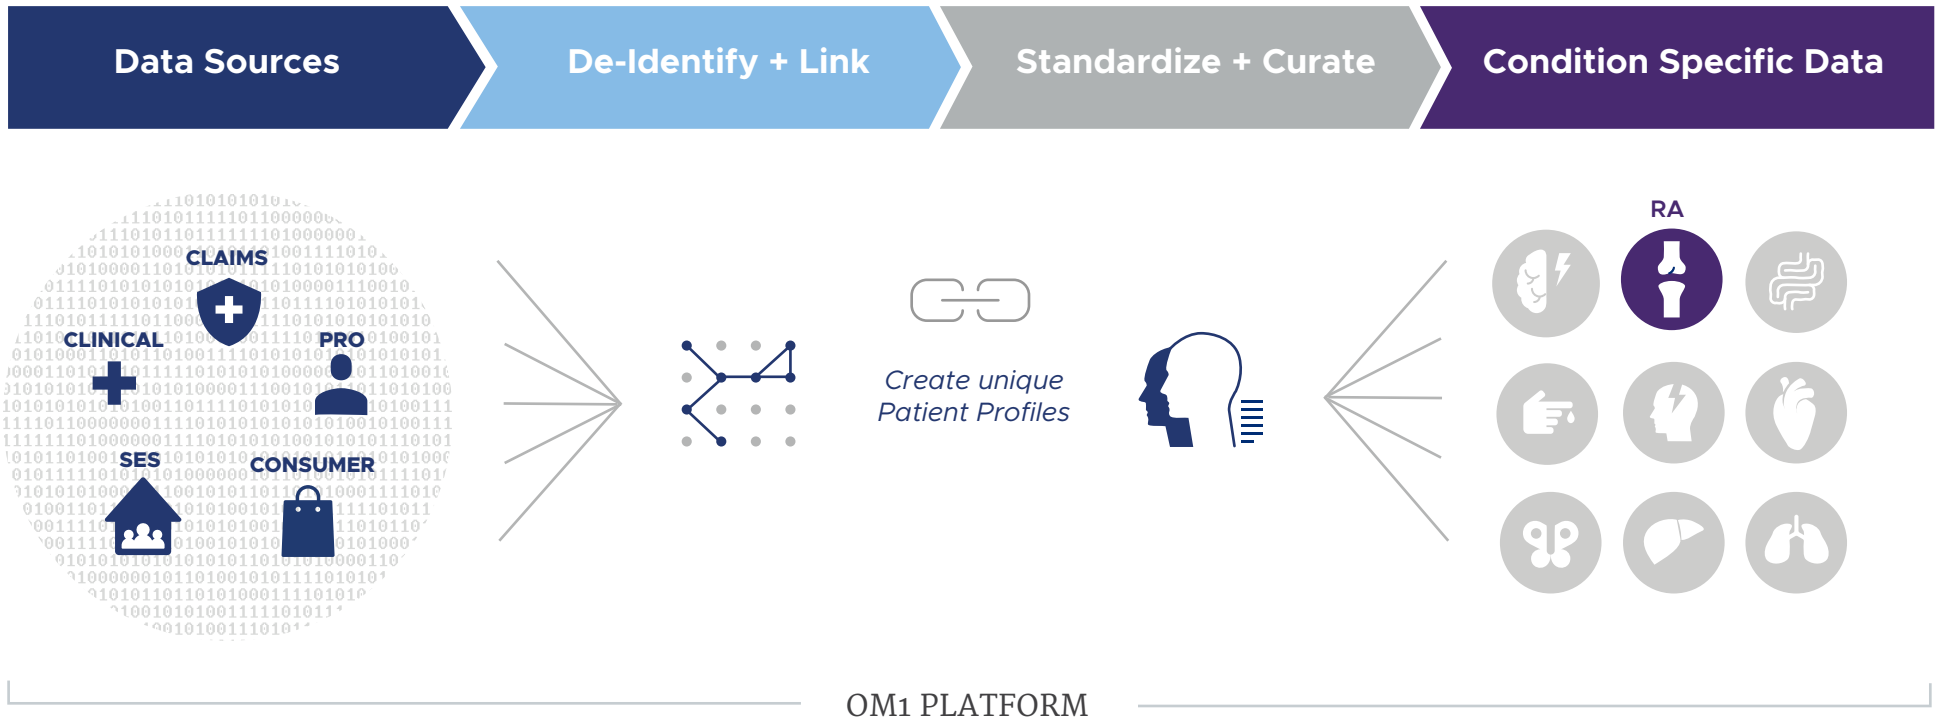 Data Sources
De-Identify + Link
Standardize + Curate
Condition Specific Data
CLAIMS
CLINICAL
PRO
SES
CONSUMER
Create unique
Patient Profiles
RA
OM1 PLATFORM